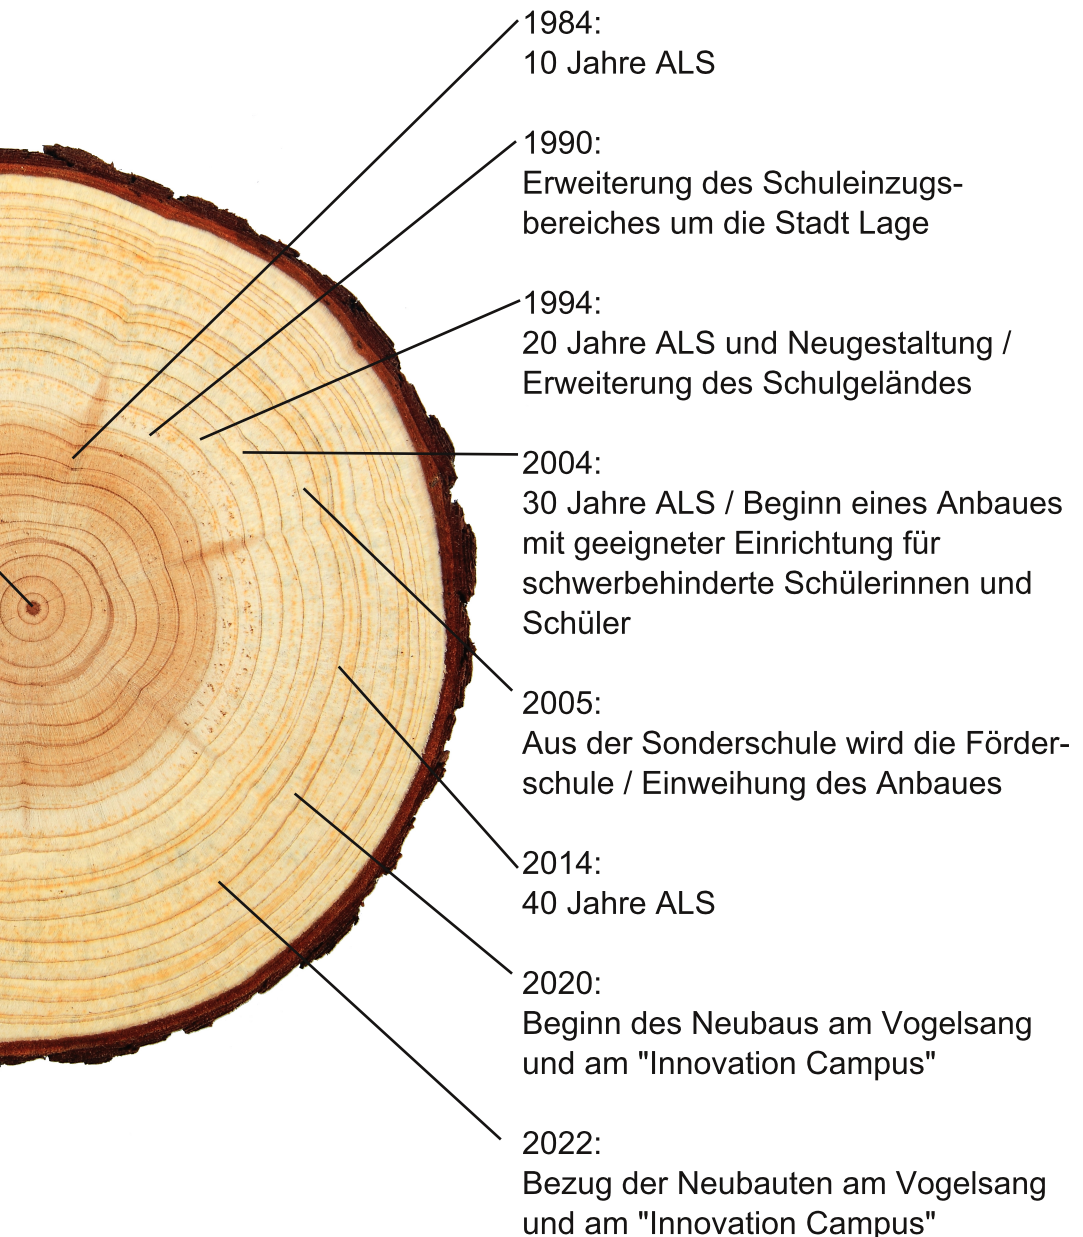 1984:
10 Jahre ALS
1990:
Erweiterung des Schuleinzugs-
bereiches um die Stadt Lage
1994:
20 Jahre ALS und Neugestaltung /
Erweiterung des Schulgeländes
2004:
30 Jahre ALS / Beginn eines Anbaues
mit geeigneter Einrichtung für
schwerbehinderte Schülerinnen und
Schüler
2005:
Aus der Sonderschule wird die Förder-
schule / Einweihung des Anbaues
2014:
40 Jahre ALS
2020:
Beginn des Neubaus am Vogelsang
und am "Innovation Campus"
2022:
Bezug der Neubauten am Vogelsang
und am "Innovation Campus"